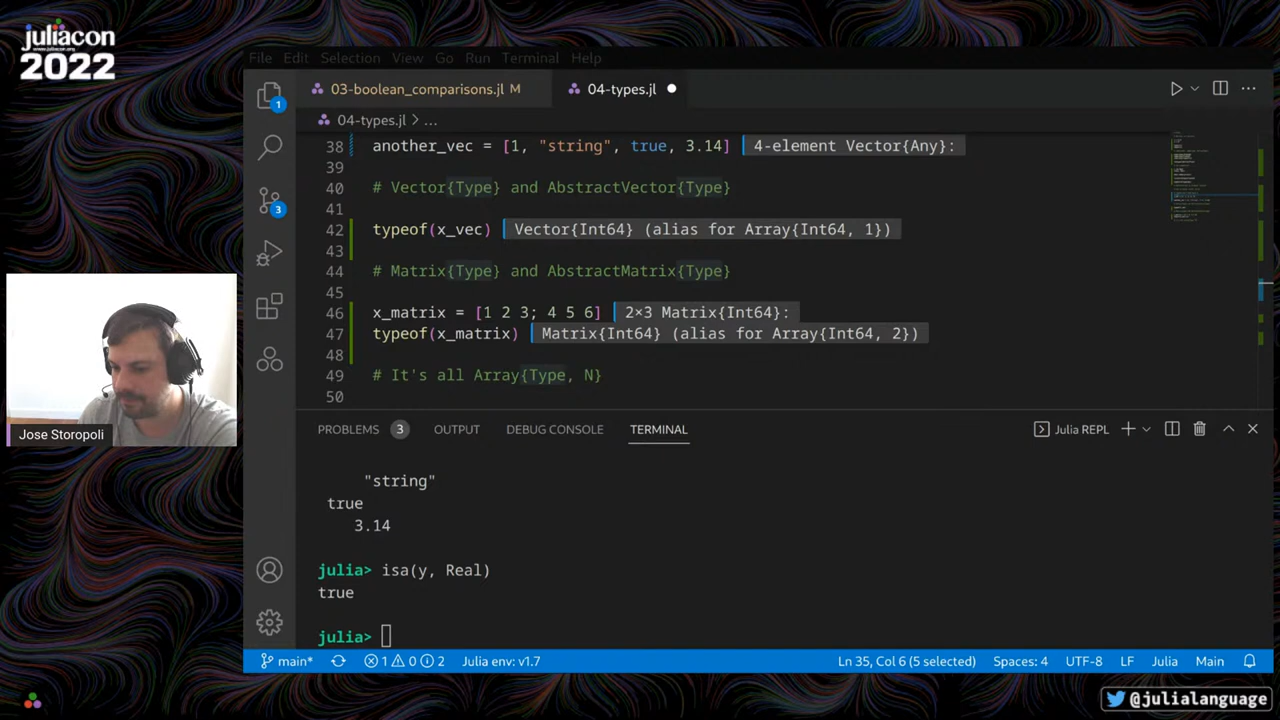 juliacon
www.juliacon.org
2022
File Edit Selection View Go Run Terminal Help
03-boolean_comparisons.jl M
04-types.jl
04-types.jl > ...
38 another_vec = [1, "string", true, 3.14] 4-element Vector{Any}:
39
40 # Vector{Type} and AbstractVector{Type}
41
42 typeof(x_vec) Vector{Int64} (alias for Array{Int64, 1})
43
44 # Matrix{Type} and AbstractMatrix{Type}
45
46 x_matrix = [1 2 3; 4 5 6] 2×3 Matrix{Int64}:
47 typeof(x_matrix) Matrix{Int64} (alias for Array{Int64, 2})
48
49 # It's all Array{Type, N}
50
1
3
Jose Storopoli
PROBLEMS 3 OUTPUT DEBUG CONSOLE TERMINAL Julia REPL
"string"
true
3.14
julia> isa(y, Real)
true
julia>
main* 1 0 2 Julia env: v1.7 Ln 35, Col 6 (5 selected) Spaces: 4 UTF-8 LF Julia Main
@julialanguage